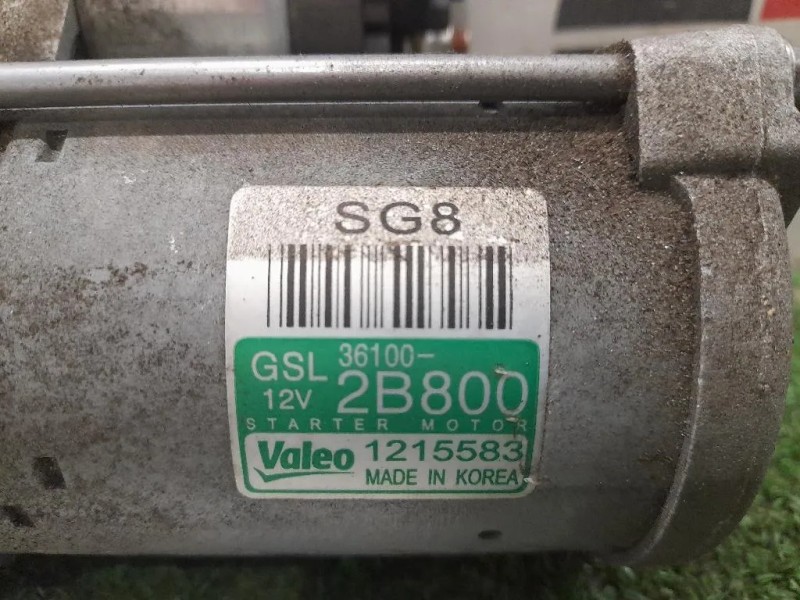 SG8
GSL 36100-
12V 2B800
STARTER MOTOR
Valeo 1215583
MADE IN KOREA